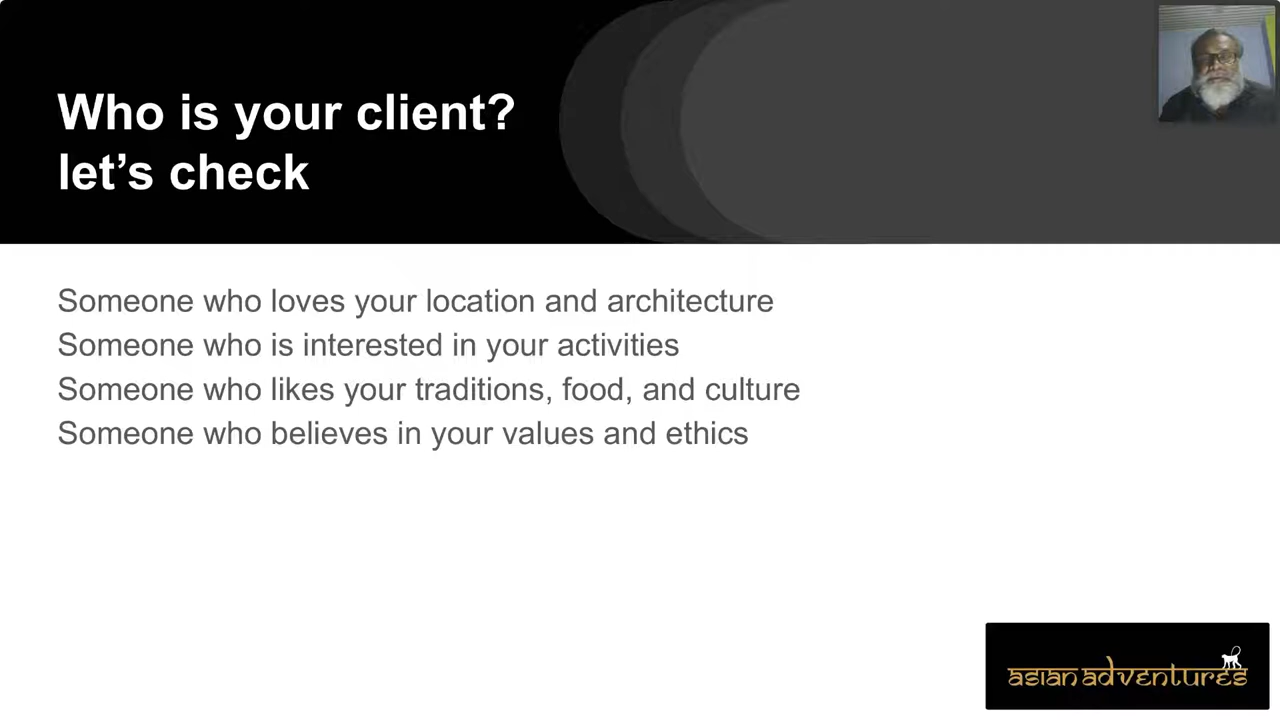 Who is your client?
let’s check
Someone who loves your location and architecture
Someone who is interested in your activities
Someone who likes your traditions, food, and culture
Someone who believes in your values and ethics
asian adventures